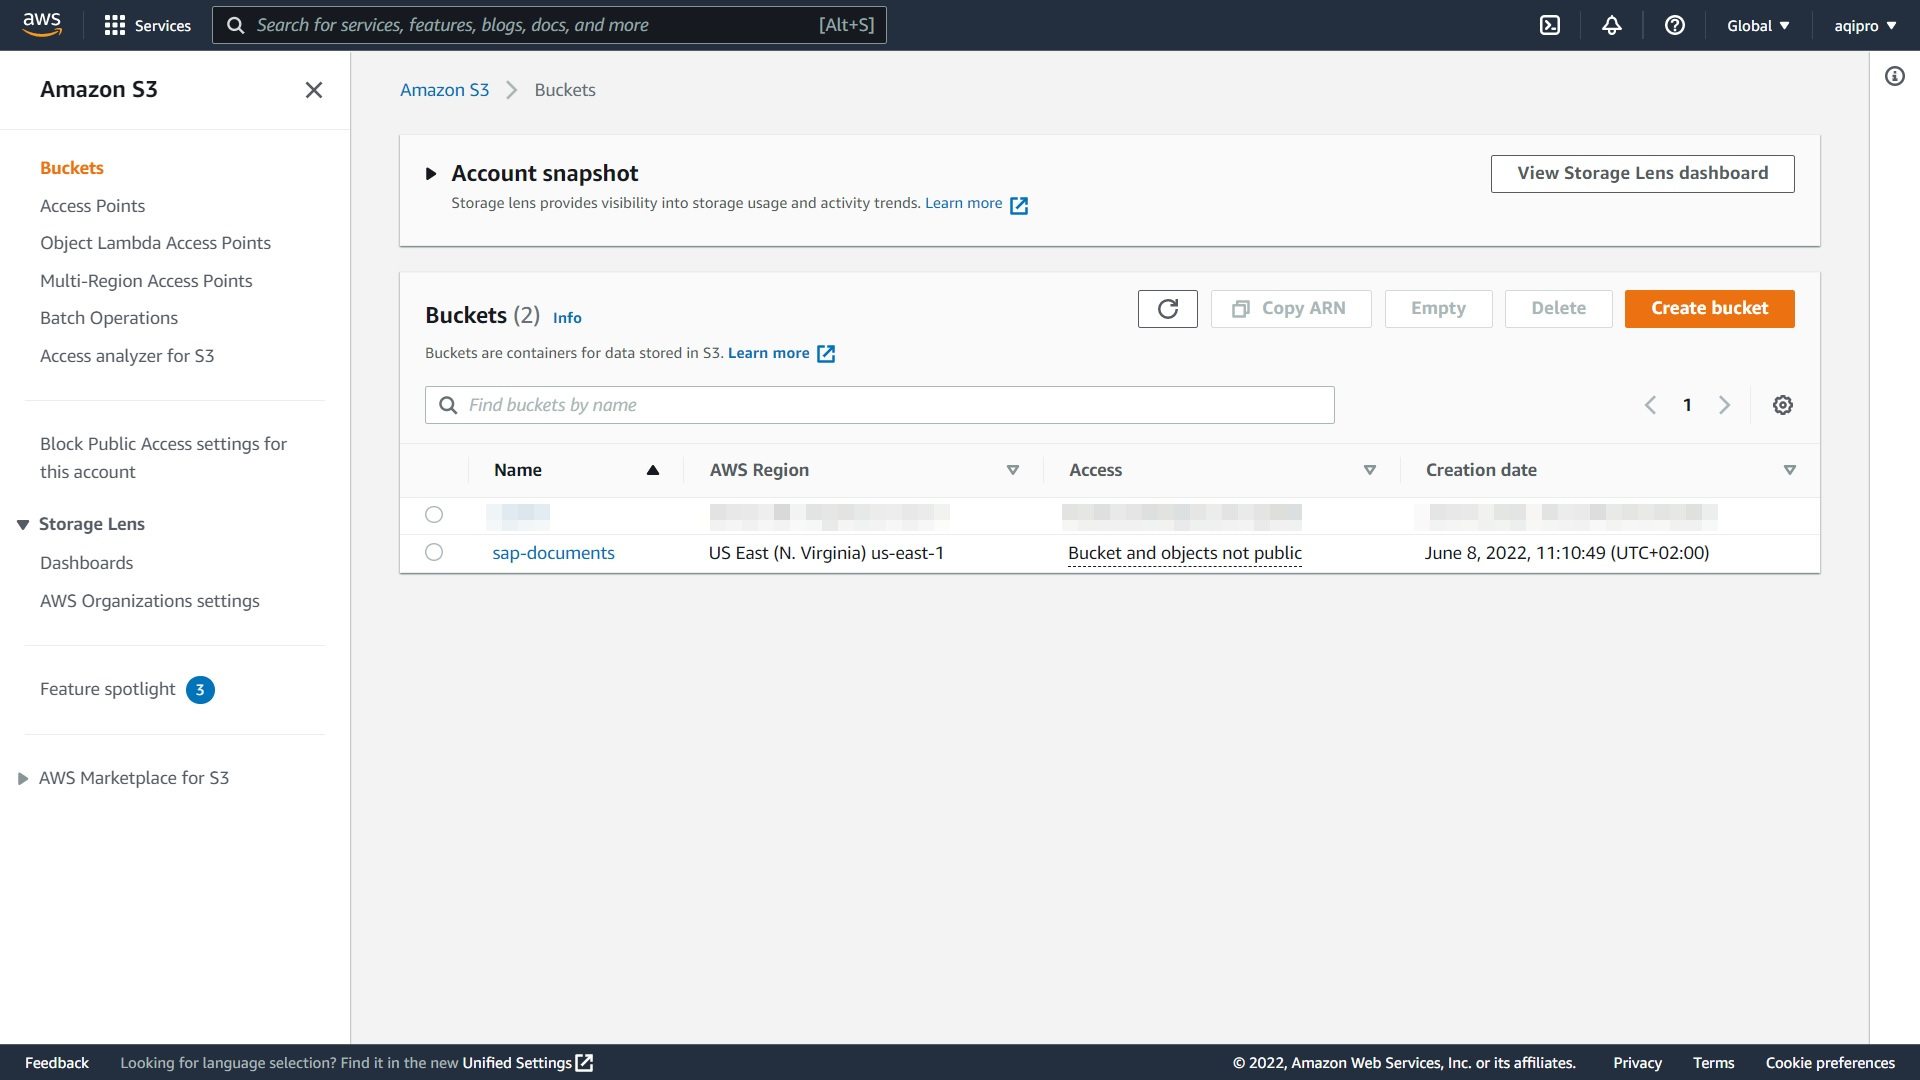 aws Services Search for services, features, blogs, docs, and more [Alt+S] Global aqipro
Amazon S3
Buckets
Access Points
Object Lambda Access Points
Multi-Region Access Points
Batch Operations
Access analyzer for S3
Block Public Access settings for
this account
Storage Lens
Dashboards
AWS Organizations settings
Feature spotlight 3
AWS Marketplace for S3
Amazon S3 Buckets
Account snapshot
View Storage Lens dashboard
Storage lens provides visibility into storage usage and activity trends. Learn more
Buckets (2) Info
Copy ARN Empty Delete Create bucket
Buckets are containers for data stored in S3. Learn more
Find buckets by name
1
Name AWS Region Access Creation date
sap-documents US East (N. Virginia) us-east-1 Bucket and objects not public June 8, 2022, 11:10:49 (UTC+02:00)
Feedback Looking for language selection? Find it in the new Unified Settings © 2022, Amazon Web Services, Inc. or its affiliates. Privacy Terms Cookie preferences